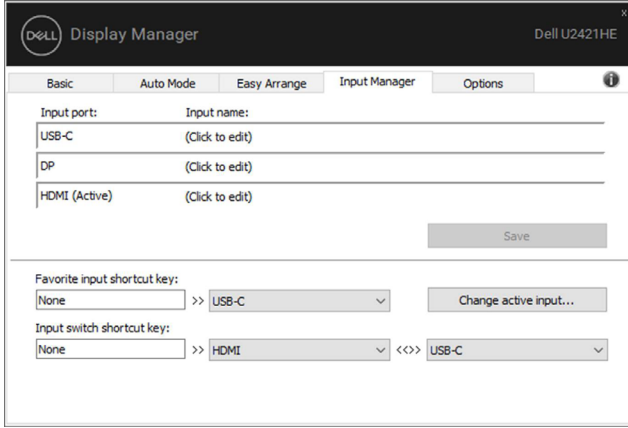 x
DELL Display Manager Dell U2421HE
Basic Auto Mode Easy Arrange Input Manager Options i
Input port: Input name:
USB-C (Click to edit)
DP (Click to edit)
HDMI (Active) (Click to edit)
Save
Favorite input shortcut key:
None >> USB-C Change active input...
Input switch shortcut key:
None >> HDMI <<>> USB-C